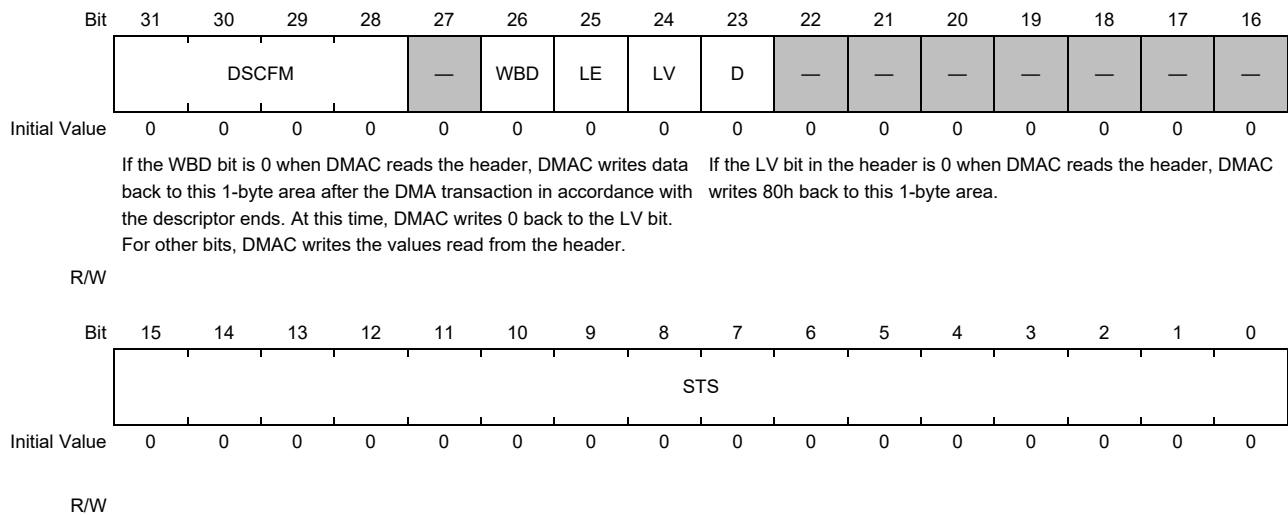 Bit 31 30 29 28 27 26 25 24 23 22 21 20 19 18 17 16
DSCFM — WBD LE LV D — — — — — — —
Initial Value 0 0 0 0 0 0 0 0 0 0 0 0 0 0 0 0
If the WBD bit is 0 when DMAC reads the header, DMAC writes data
back to this 1-byte area after the DMA transaction in accordance with
the descriptor ends. At this time, DMAC writes 0 back to the LV bit.
For other bits, DMAC writes the values read from the header.
If the LV bit in the header is 0 when DMAC reads the header, DMAC
writes 80h back to this 1-byte area.
R/W
Bit 15 14 13 12 11 10 9 8 7 6 5 4 3 2 1 0
STS
Initial Value 0 0 0 0 0 0 0 0 0 0 0 0 0 0 0 0
R/W